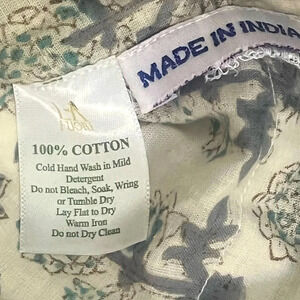 MADE IN INDIA
100% COTTON
Cold Hand Wash in Mild
Detergent
Do not Bleach, Soak, Wring
or Tumble Dry
Lay Flat to Dry
Warm Iron
Do not Dry Clean